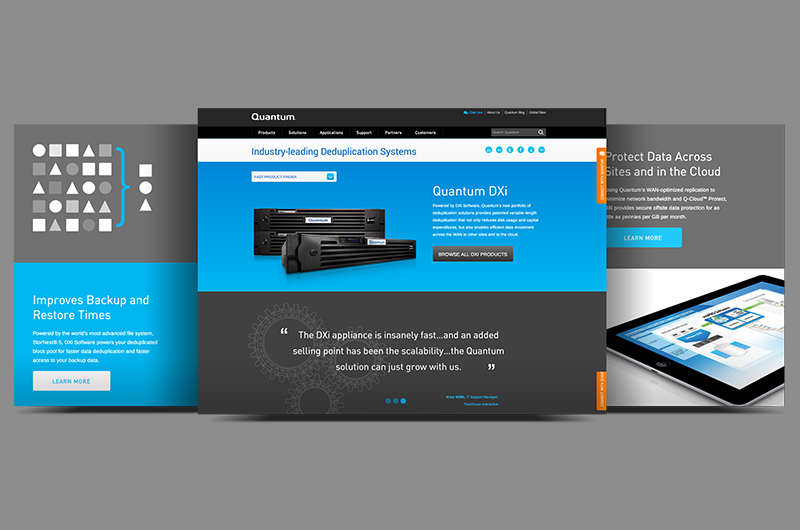 Quantum
Chat Live | About Us | Quantum Blog | Global Sites
Products Solutions Applications Support Partners Customers
Search Quantum
Industry-leading Deduplication Systems
FAST PRODUCT FINDER
Quantum DXi
Powered by DXi Software, Quantum's new portfolio of
deduplication solutions provides patented variable-length
deduplication that not only reduces disk usage and capital
expenditures, but also enables efficient data movement
across the WAN to other sites and to the cloud.
BROWSE ALL DXi PRODUCTS
Quantum
Quantum
“ The DXi appliance is insanely fast...and an added
selling point has been the scalability...the Quantum
solution can just grow with us. ”
IT Support Manager,
Improves Backup and
Restore Times
Powered by the world's most advanced file system,
StorNext® 5, DXi Software powers your deduplicated
block pool for faster data deduplication and faster
access to your backup data.
LEARN MORE
Protect Data Across
Sites and in the Cloud
Using Quantum's WAN-optimized replication to
minimize network bandwidth and Q-Cloud™ Protect,
DXi provides secure offsite data protection for as
little as pennies per GB per month.
LEARN MORE